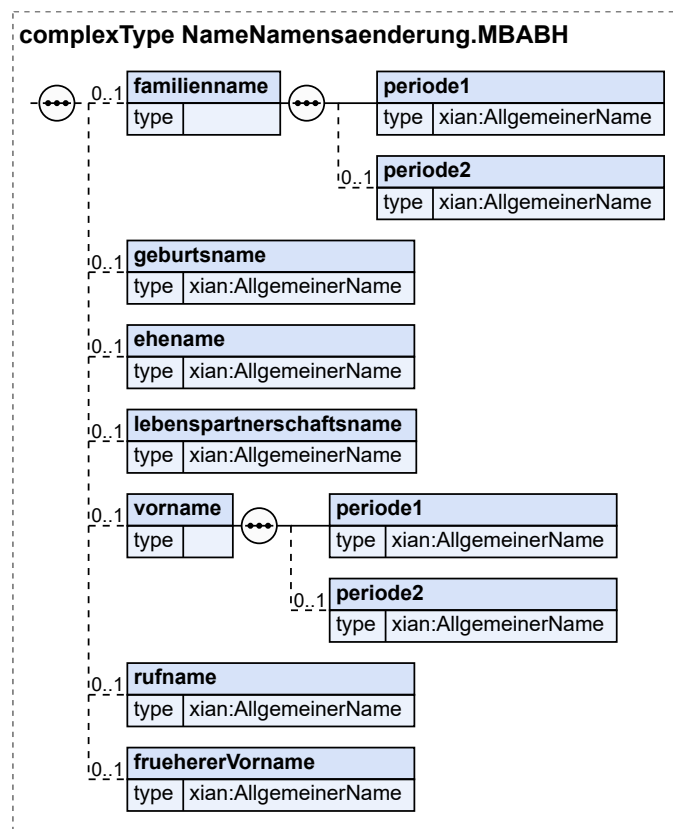 complexType NameNamensaenderung.MBABH
0..1
familienname
type
periode1
type xian:AllgemeinerName
0..1
periode2
type xian:AllgemeinerName
0..1
geburtsname
type xian:AllgemeinerName
0..1
ehename
type xian:AllgemeinerName
0..1
lebenspartnerschaftsname
type xian:AllgemeinerName
0..1
vorname
type
periode1
type xian:AllgemeinerName
0..1
periode2
type xian:AllgemeinerName
0..1
rufname
type xian:AllgemeinerName
0..1
fruehererVorname
type xian:AllgemeinerName